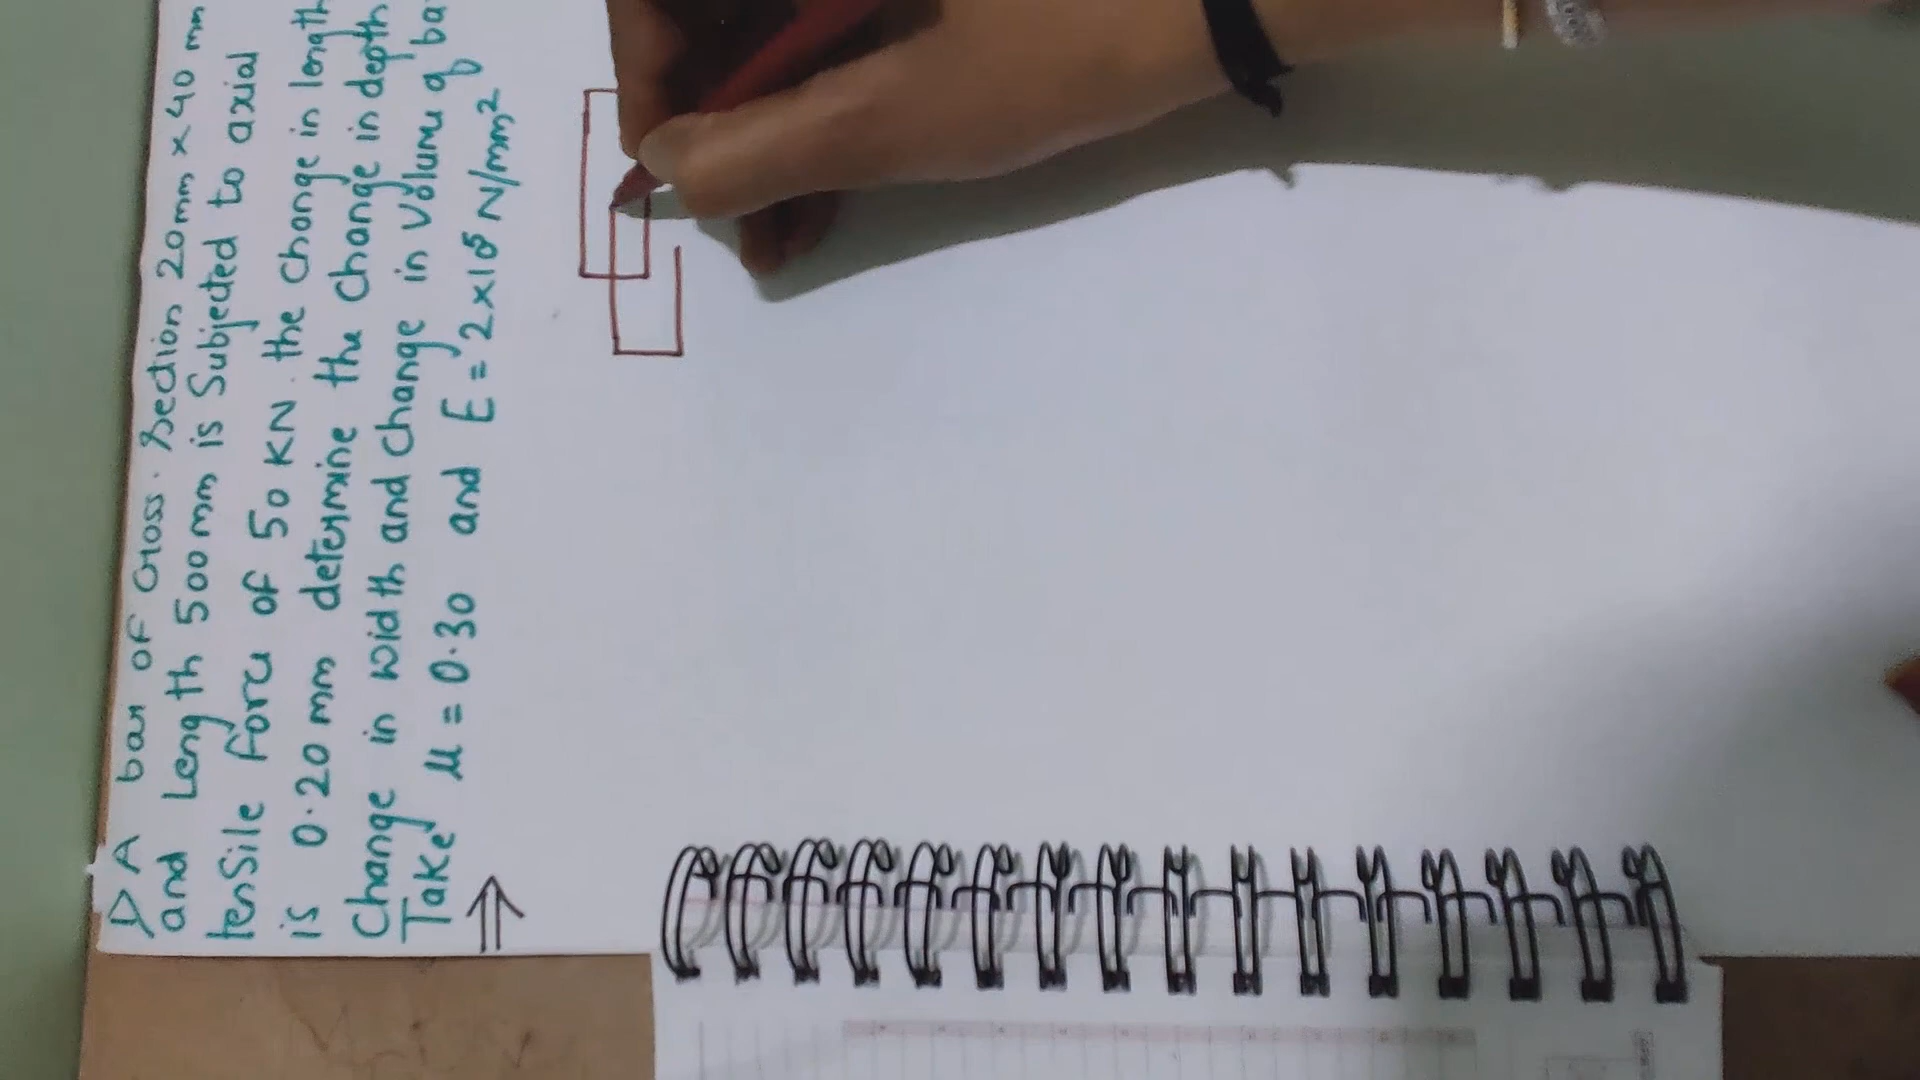 1) A bar of Cross. Section 20mm x 40 mm
and Length 500mm is Subjected to axial
tensile force of 50 KN. the change in length
is 0.20 mm determine the change in depth
Change in width and change in Volume of ba
Take μ = 0.30 and E = 2x10⁵ N/mm²
⇒